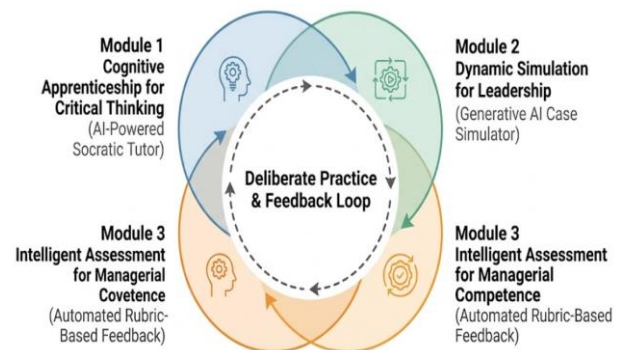 Module 1
Cognitive
Apprenticeship for
Critical Thinking
(AI-Powered
Socratic Tutor)
Module 2
Dynamic Simulation
for Leadership
(Generative AI Case
Simulator)
Deliberate Practice
& Feedback Loop
Module 3
Intelligent Assessment
for Managerial
Covetence
(Automated Rubric-
Based Feedback)
Module 3
Intelligent Assessment
for Managerial
Competence
(Automated Rubric-Based
Feedback)